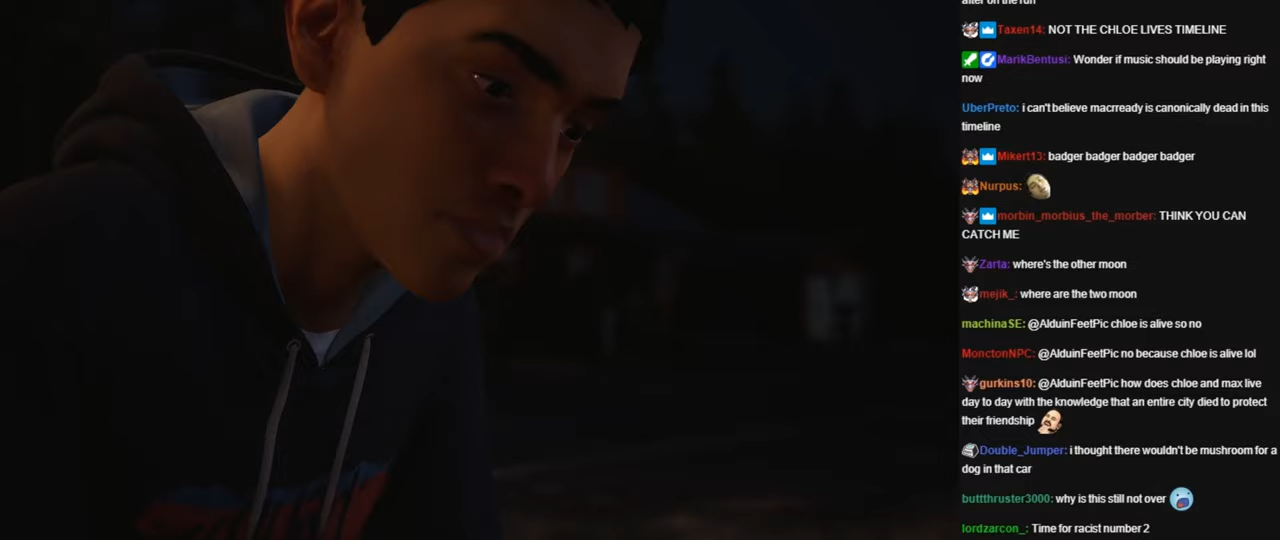 after on the run
Taxen14: NOT THE CHLOE LIVES TIMELINE
MarikBentusi: Wonder if music should be playing right
now
UberPreto: i can't believe macrready is canonically dead in this
timeline
Mikert13: badger badger badger badger
Nurpus:
morbin_morbius_the_morber: THINK YOU CAN
CATCH ME
Zarta: where's the other moon
mejik_: where are the two moon
machinaSE: @AlduinFeetPic chloe is alive so no
MonctonNPC: @AlduinFeetPic no because chloe is alive lol
gurkins10: @AlduinFeetPic how does chloe and max live
day to day with the knowledge that an entire city died to protect
their friendship
Double_Jumper: i thought there wouldn't be mushroom for a
dog in that car
buttthruster3000: why is this still not over
lordzarcon_: Time for racist number 2